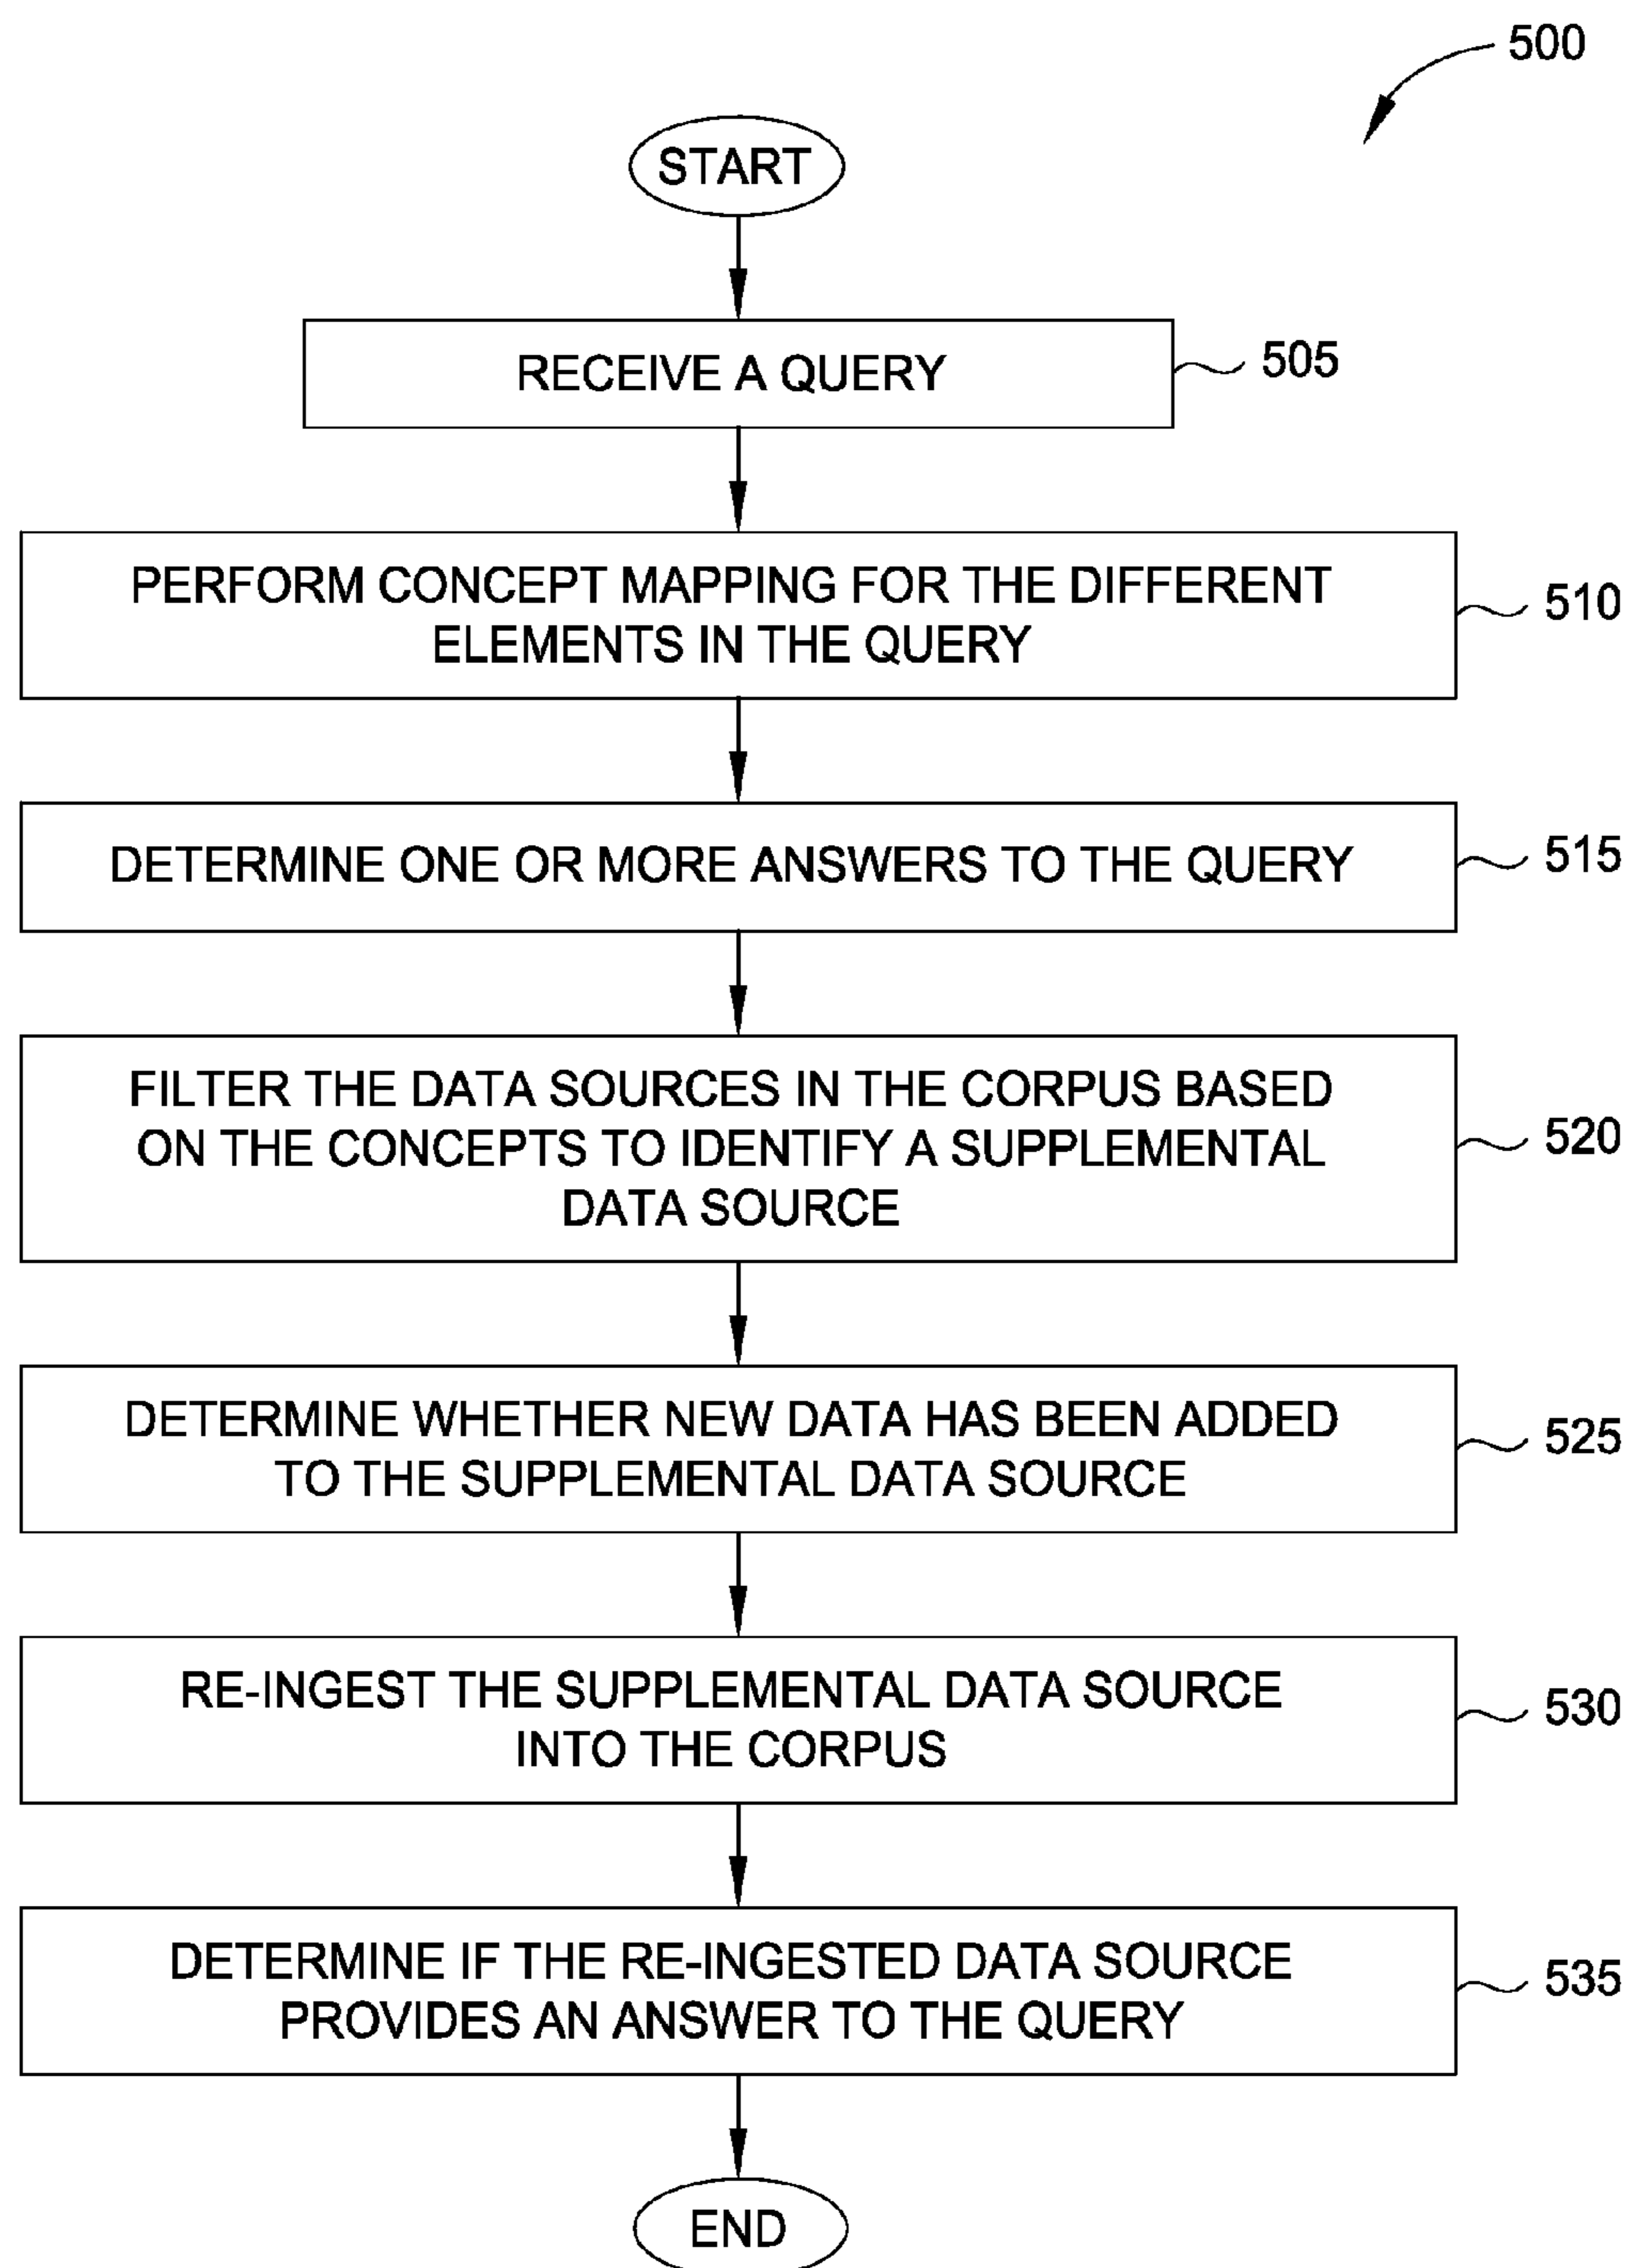 500
START
RECEIVE A QUERY
505
PERFORM CONCEPT MAPPING FOR THE DIFFERENT
ELEMENTS IN THE QUERY
510
DETERMINE ONE OR MORE ANSWERS TO THE QUERY
515
FILTER THE DATA SOURCES IN THE CORPUS BASED
ON THE CONCEPTS TO IDENTIFY A SUPPLEMENTAL
DATA SOURCE
520
DETERMINE WHETHER NEW DATA HAS BEEN ADDED
TO THE SUPPLEMENTAL DATA SOURCE
525
RE-INGEST THE SUPPLEMENTAL DATA SOURCE
INTO THE CORPUS
530
DETERMINE IF THE RE-INGESTED DATA SOURCE
PROVIDES AN ANSWER TO THE QUERY
535
END